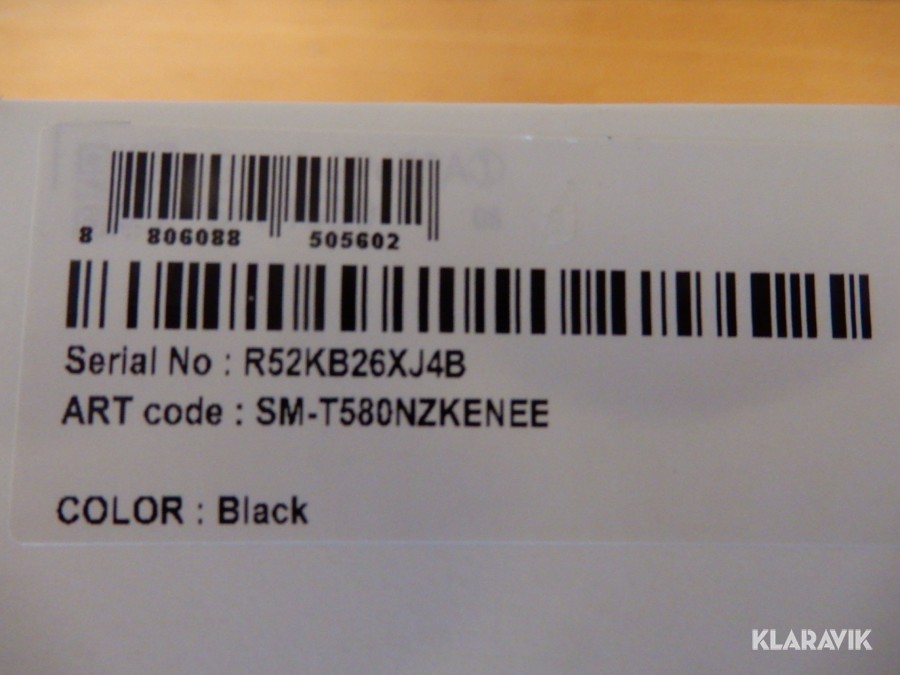 8 806088 505602
Serial No : R52KB26XJ4B
ART code : SM-T580NZKENEE
COLOR : Black
KLARAVIK